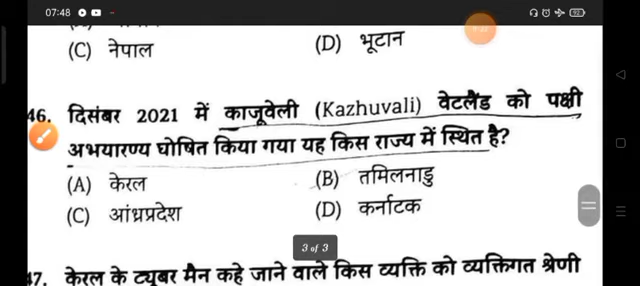 07:48
92
(C) नेपाल
(D) भूटान
46. दिसंबर 2021 में काजूवेली (Kazhuvali) वेटलैंड को पक्षी
अभयारण्य घोषित किया गया यह किस राज्य में स्थित है?
(A) केरल
(B) तमिलनाडु
(C) आंध्रप्रदेश
(D) कर्नाटक
3 of 3
47. केरल के ट्यूबर मैन कहे जाने वाले किस व्यक्ति को व्यक्तिगत श्रेणी